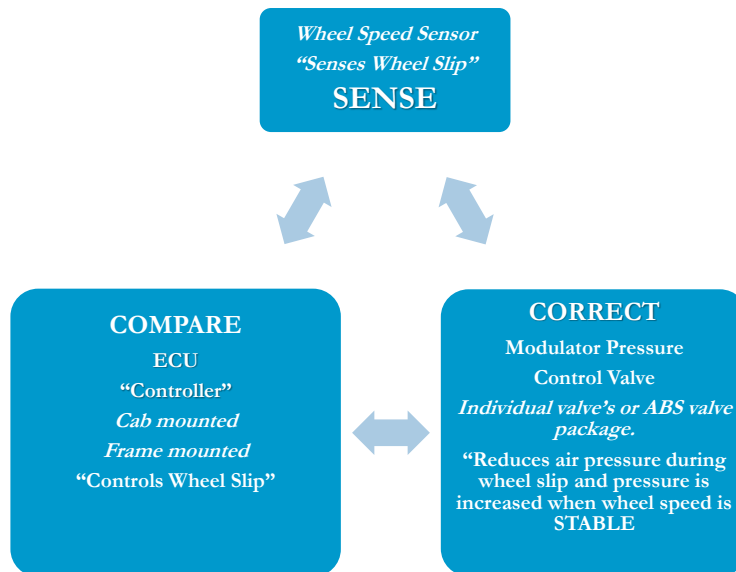 Wheel Speed Sensor
“Senses Wheel Slip”
SENSE
COMPARE
ECU
“Controller”
Cab mounted
Frame mounted
“Controls Wheel Slip”
CORRECT
Modulator Pressure
Control Valve
Individual valve’s or ABS valve
package.
“Reduces air pressure during
wheel slip and pressure is
increased when wheel speed is
STABLE